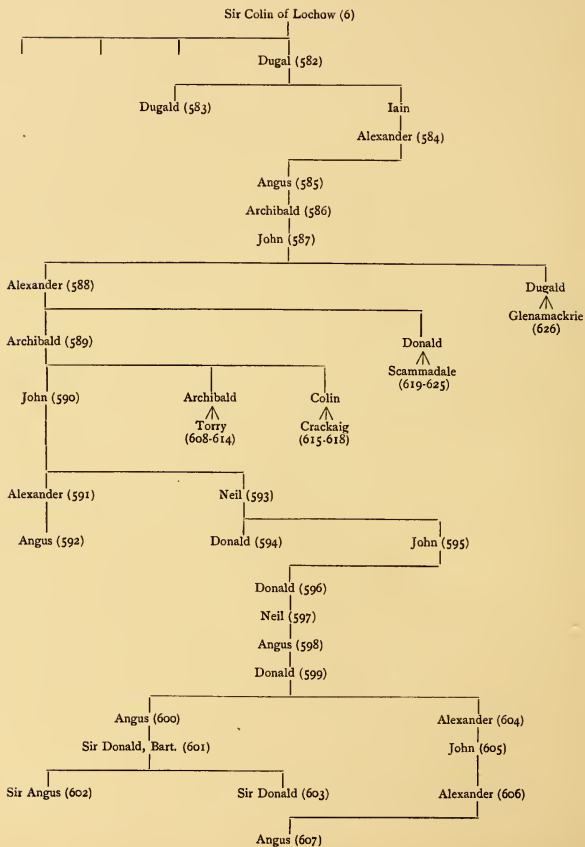 Sir Colin of Lochow (6)
Dugal (582)
Dugald (583) Iain
Alexander (584)
Angus (585)
Archibald (586)
John (587)
Alexander (588) Dugald
Glenamackrie
(626)
Archibald (589) Donald
Scammadale
(619-625)
John (590) Archibald Colin
Torry Crackaig
(608-614) (615-618)
Alexander (591) Neil (593)
Angus (592) Donald (594) John (595)
Donald (596)
Neil (597)
Angus (598)
Donald (599)
Angus (600) Alexander (604)
Sir Donald, Bart. (601) John (605)
Sir Angus (602) Sir Donald (603) Alexander (606)
Angus (607)